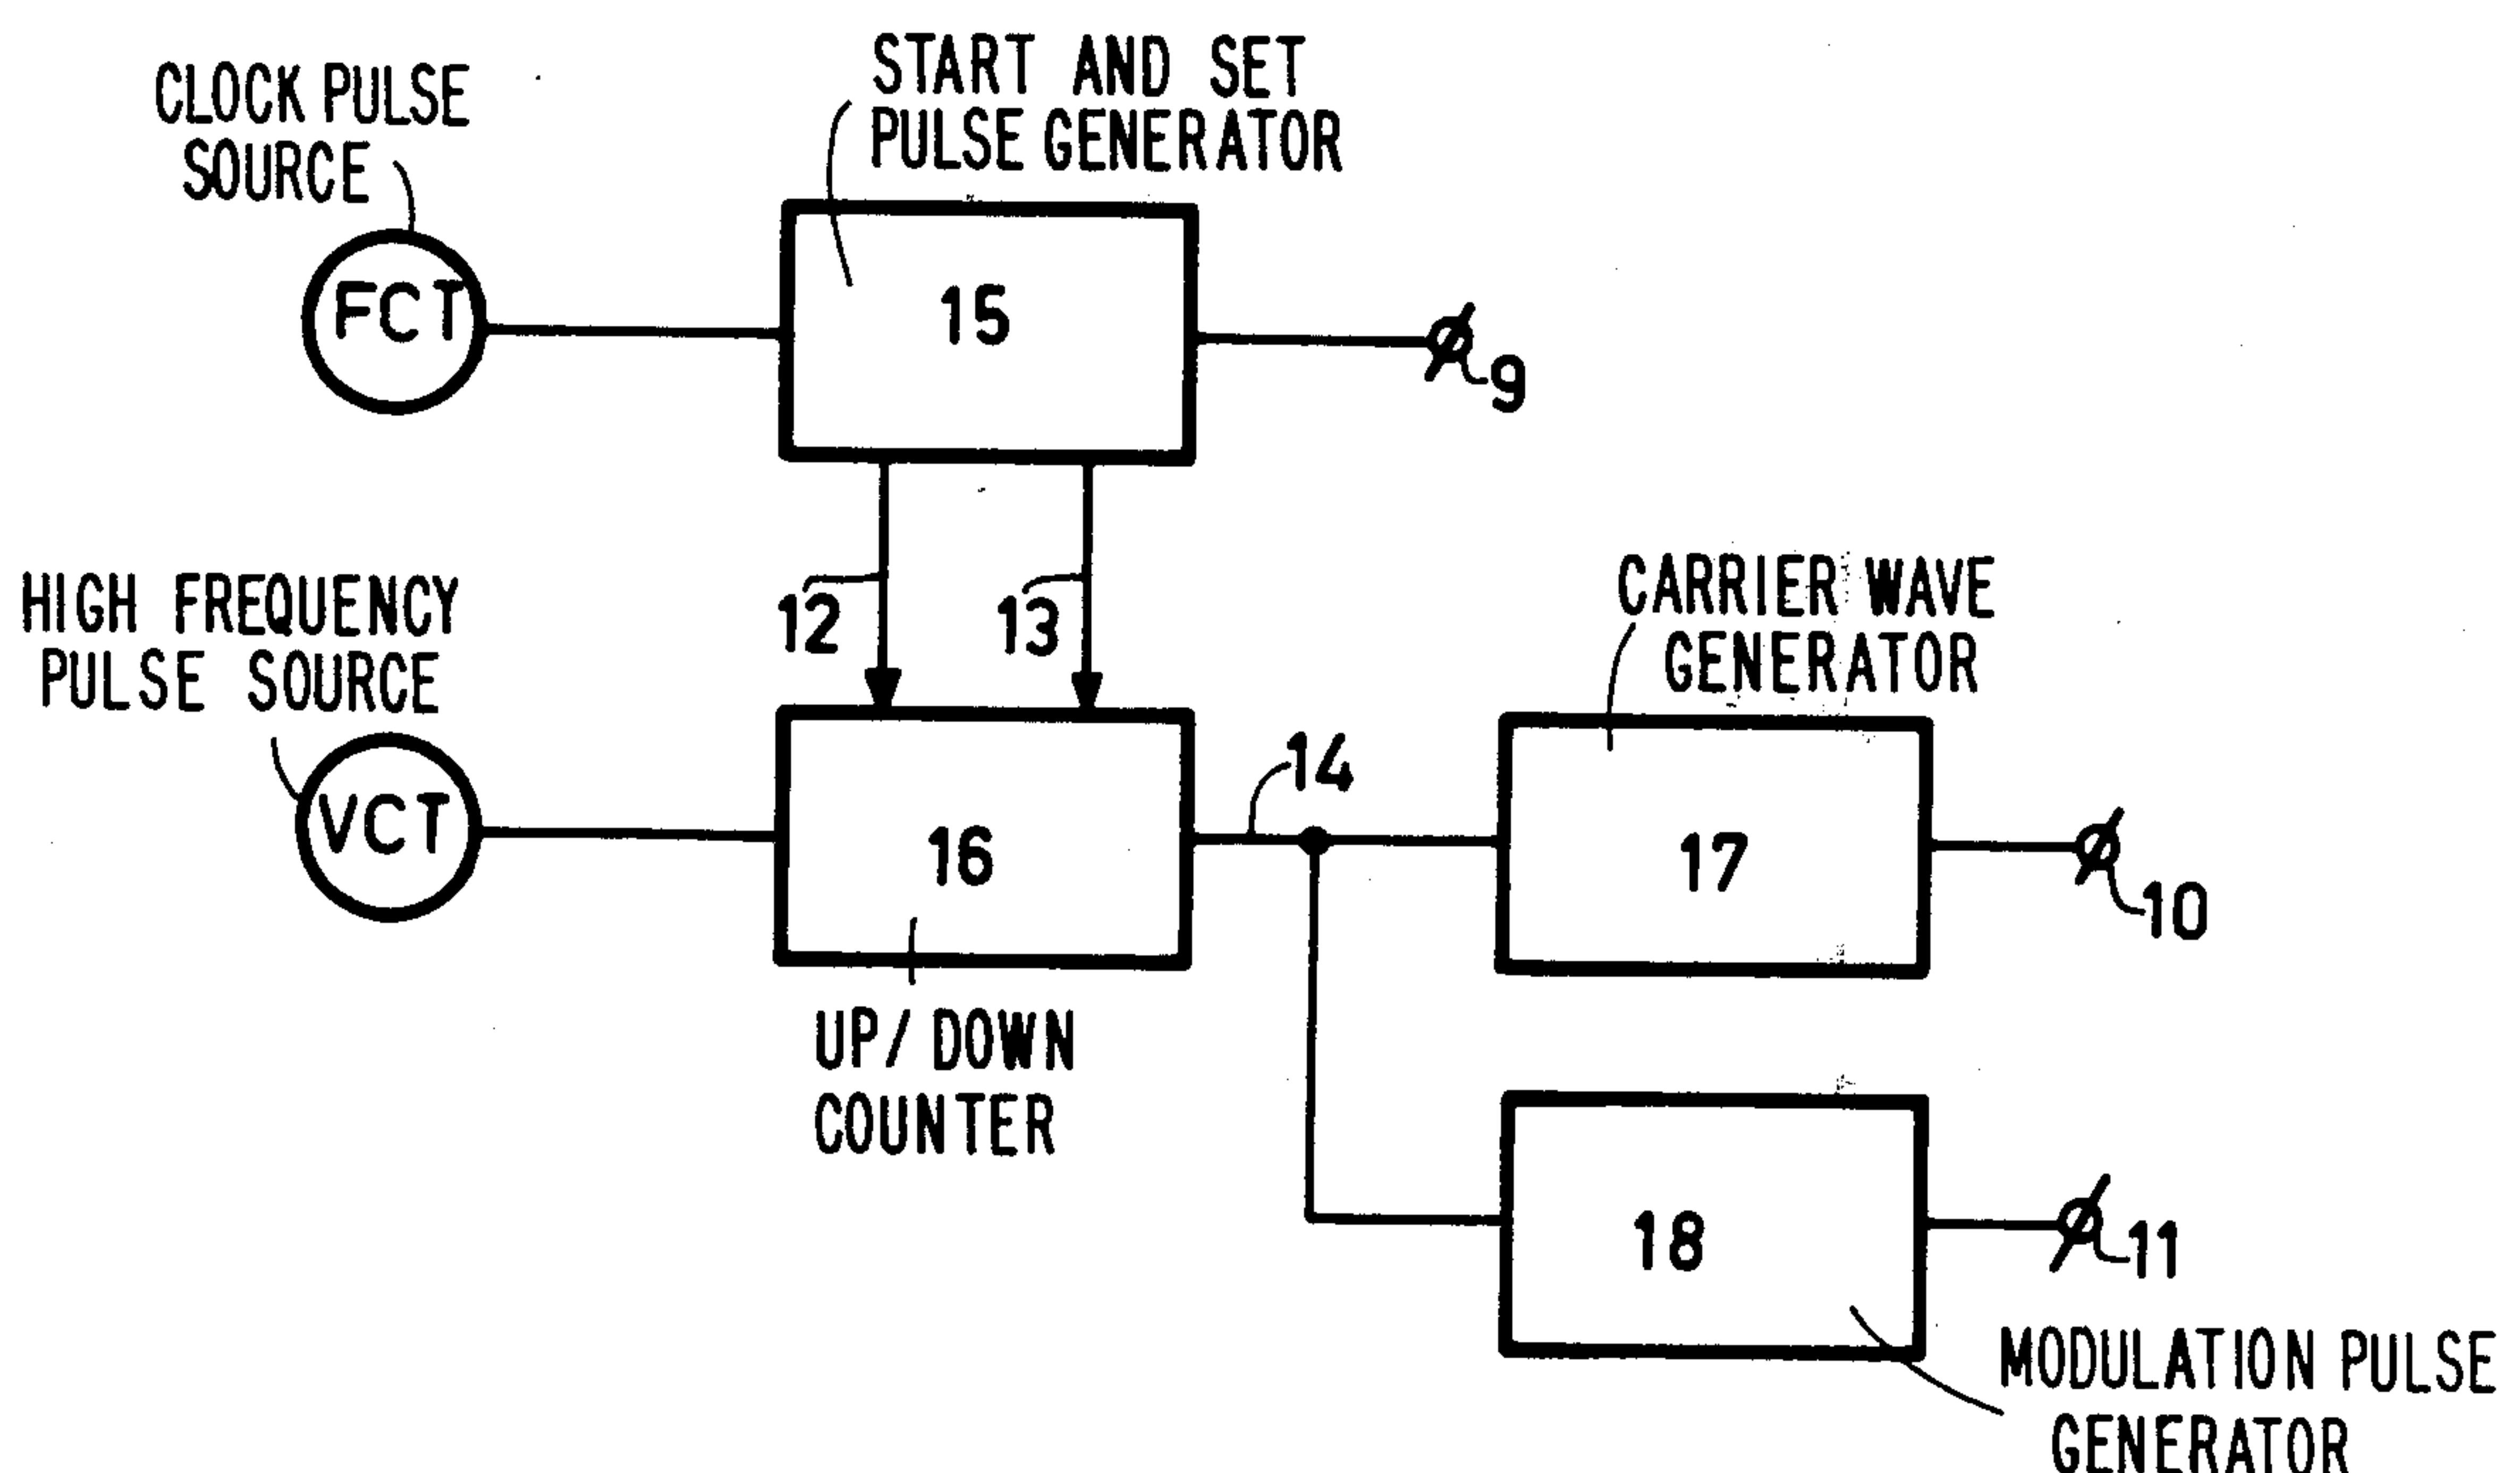 CLOCK PULSE
SOURCE
START AND SET
PULSE GENERATOR
FCT
15
9
12
13
HIGH FREQUENCY
PULSE SOURCE
CARRIER WAVE
GENERATOR
VCT
16
14
17
10
UP/DOWN
COUNTER
18
11
MODULATION PULSE
GENERATOR